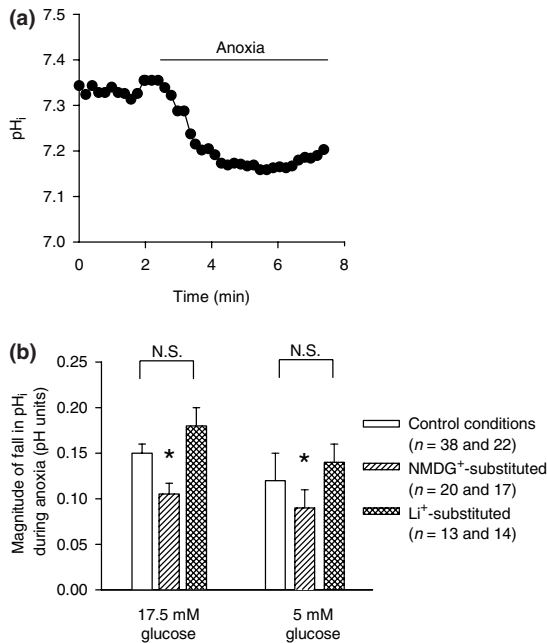 (a)
Anoxia
7.4
7.3
7.2
7.1
7.0
pHi
0 2 4 6 8
Time (min)
(b)
N.S. N.S.
0.25
0.20
0.15
0.10
0.05
0.00
Magnitude of fall in pHi
during anoxia (pH units)
* *
17.5 mM 5 mM
glucose glucose
Control conditions
(n = 38 and 22)
NMDG+-substituted
(n = 20 and 17)
Li+-substituted
(n = 13 and 14)